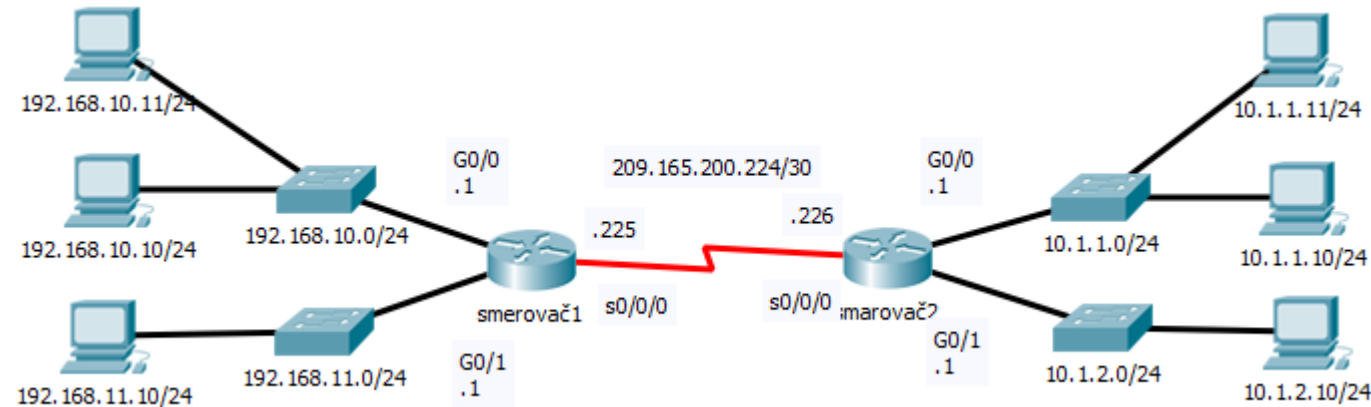 192.168.10.11/24
192.168.10.10/24
192.168.10.0/24
192.168.11.10/24
192.168.11.0/24
G0/0
.1
G0/1
.1
smerovač1
.225
s0/0/0
209.165.200.224/30
.226
s0/0/0
smarovač2
G0/0
.1
G0/1
.1
10.1.1.0/24
10.1.1.11/24
10.1.1.10/24
10.1.2.0/24
10.1.2.10/24